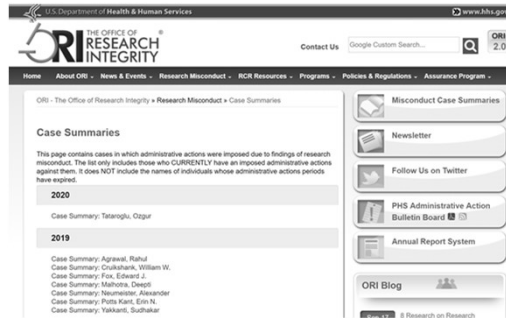 U.S. Department of Health & Human Services
www.hhs.gov
THE OFFICE OF
ORI RESEARCH
INTEGRITY
®
Contact Us
Google Custom Search...
ORI
2.0
Home About ORI News & Events Research Misconduct RCR Resources Programs Policies & Regulations Assurance Program
ORI - The Office of Research Integrity » Research Misconduct » Case Summaries
Case Summaries
This page contains cases in which administrative actions were imposed due to findings of research
misconduct. The list only includes those who CURRENTLY have an imposed administrative actions
against them. It does NOT include the names of individuals whose administrative actions periods
have expired.
2020
Case Summary: Tataroglu, Ozgur
2019
Case Summary: Agrawal, Rahul
Case Summary: Cruikshank, William W.
Case Summary: Fox, Edward J.
Case Summary: Malhotra, Deepti
Case Summary: Neumeister, Alexander
Case Summary: Potts Kant, Erin N.
Case Summary: Yakkanti, Sudhakar
Misconduct Case Summaries
Newsletter
Follow Us on Twitter
PHS Administrative Action
Bulletin Board
Annual Report System
ORI Blog
8 Research on Research